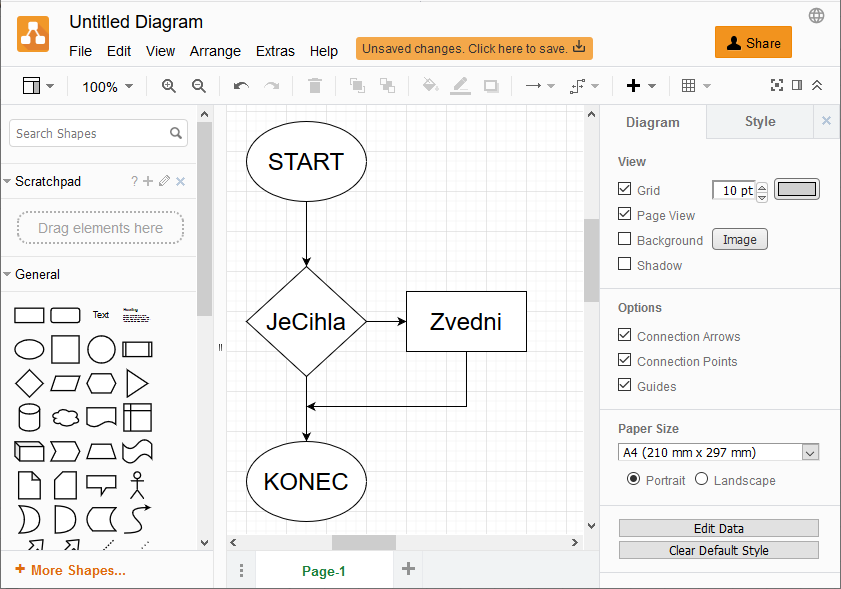 Untitled Diagram
File Edit View Arrange Extras Help
Unsaved changes. Click here to save.
Share
100%
Search Shapes
Scratchpad
?
Drag elements here
General
Text
Heading
More Shapes...
START
JeCihla
Zvedni
KONEC
Page-1
Diagram
Style
View
Grid
10 pt
Page View
Background
Image
Shadow
Options
Connection Arrows
Connection Points
Guides
Paper Size
A4 (210 mm x 297 mm)
Portrait
Landscape
Edit Data
Clear Default Style